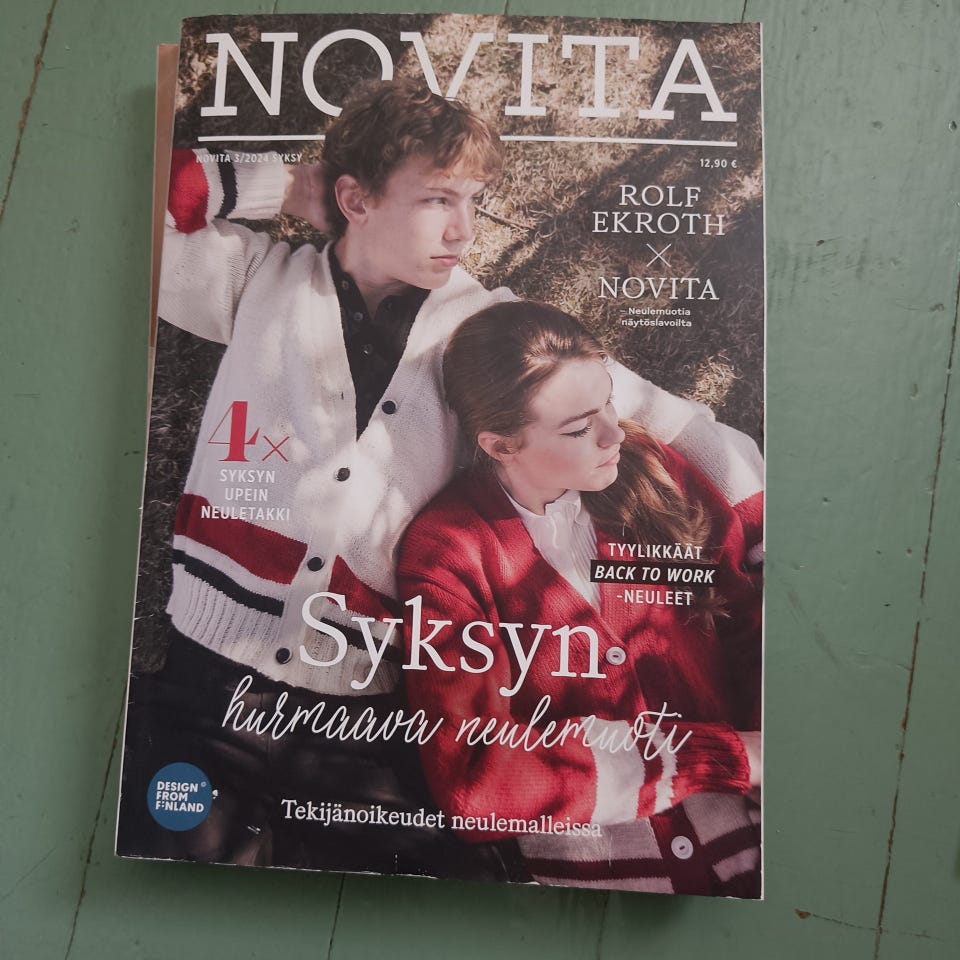 NOVITA
NOVITA 3/2024 SYKSY
12,90 €
ROLF
EKROTH
×
NOVITA
Neulemuotia
näytöslavoilta
4×
SYKSYN
UPEIN
NEULETAKKI
TYYLIKKÄÄT
BACK TO WORK
-NEULEET
Syksyn
hurmaava neulemuoti
DESIGN
FROM
FINLAND
Tekijänoikeudet neulemalleissa